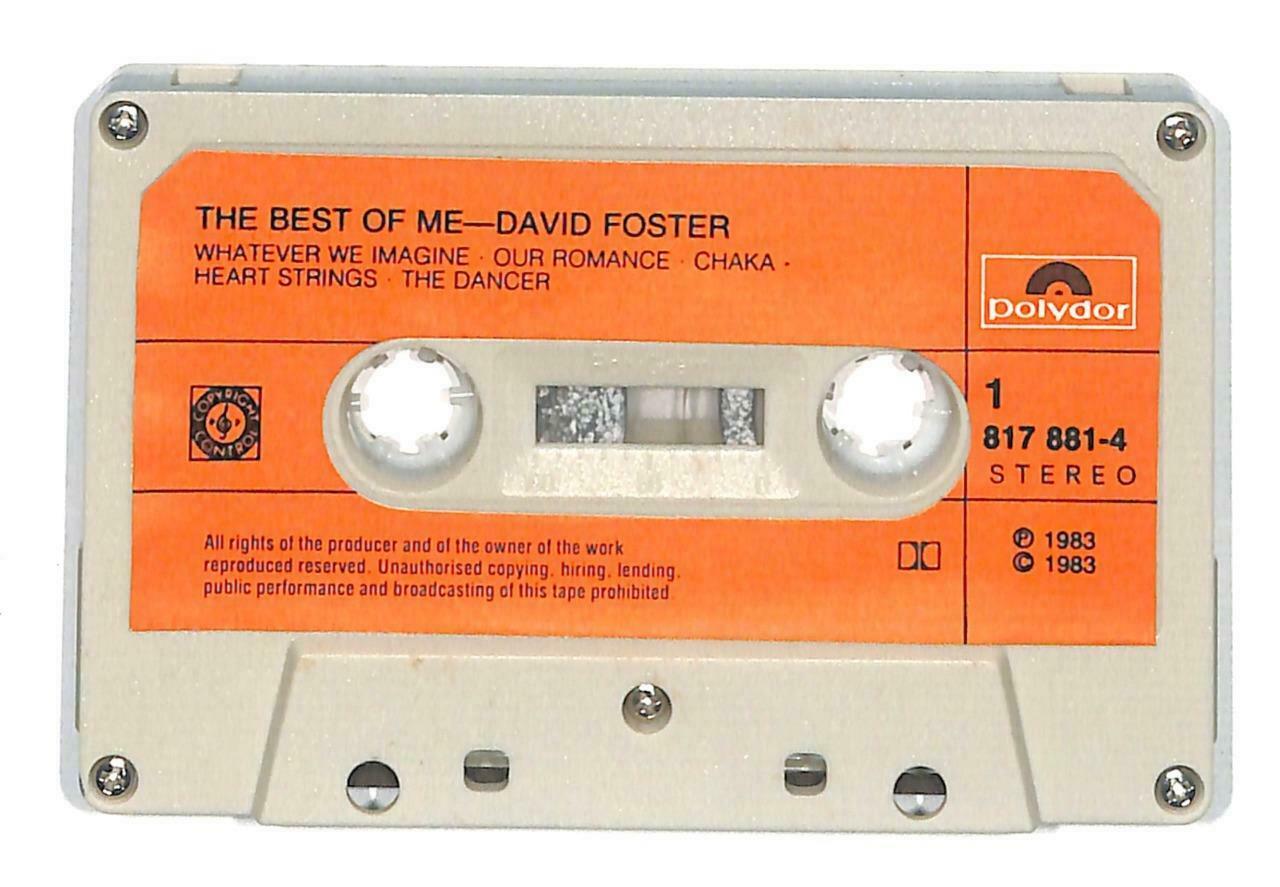 THE BEST OF ME—DAVID FOSTER
WHATEVER WE IMAGINE · OUR ROMANCE · CHAKA ·
HEART STRINGS · THE DANCER
polydor
COPYRIGHT CONTROL
1
817 881-4
STEREO
All rights of the producer and of the owner of the work
reproduced reserved. Unauthorised copying, hiring, lending,
public performance and broadcasting of this tape prohibited
℗ 1983
© 1983